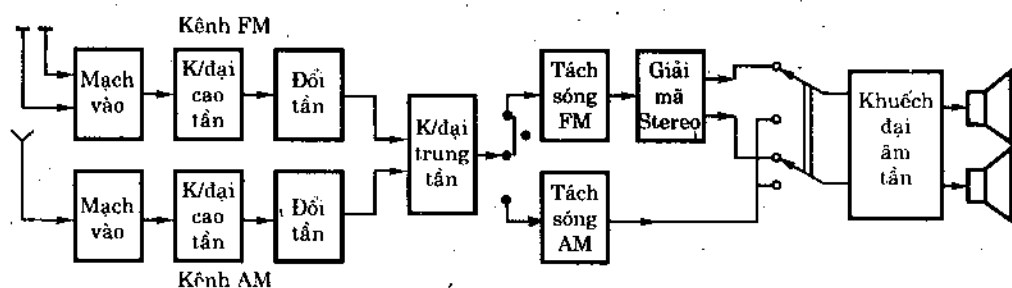 Kênh FM
Mạch
vào
K/đại
cao
tần
Đổi
tần
K/đại
trung
tần
Tách
sóng
FM
Giải
mã
Stereo
Khuếch
đại
âm
tần
Mạch
vào
K/đại
cao
tần
Đổi
tần
Tách
sóng
AM
Kênh AM